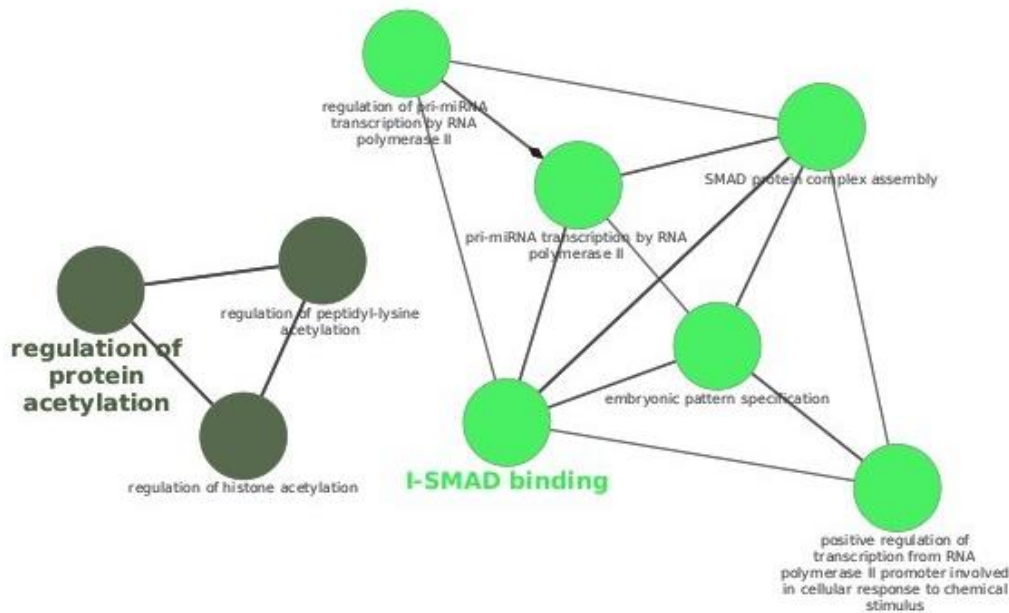 regulation of pri-miRNA
transcription by RNA
polymerase II
SMAD protein complex assembly
pri-miRNA transcription by RNA
polymerase II
regulation of peptidyl-lysine
acetylation
regulation of
protein
acetylation
embryonic pattern specification
I-SMAD binding
regulation of histone acetylation
positive regulation of
transcription from RNA
polymerase II promoter involved
in cellular response to chemical
stimulus